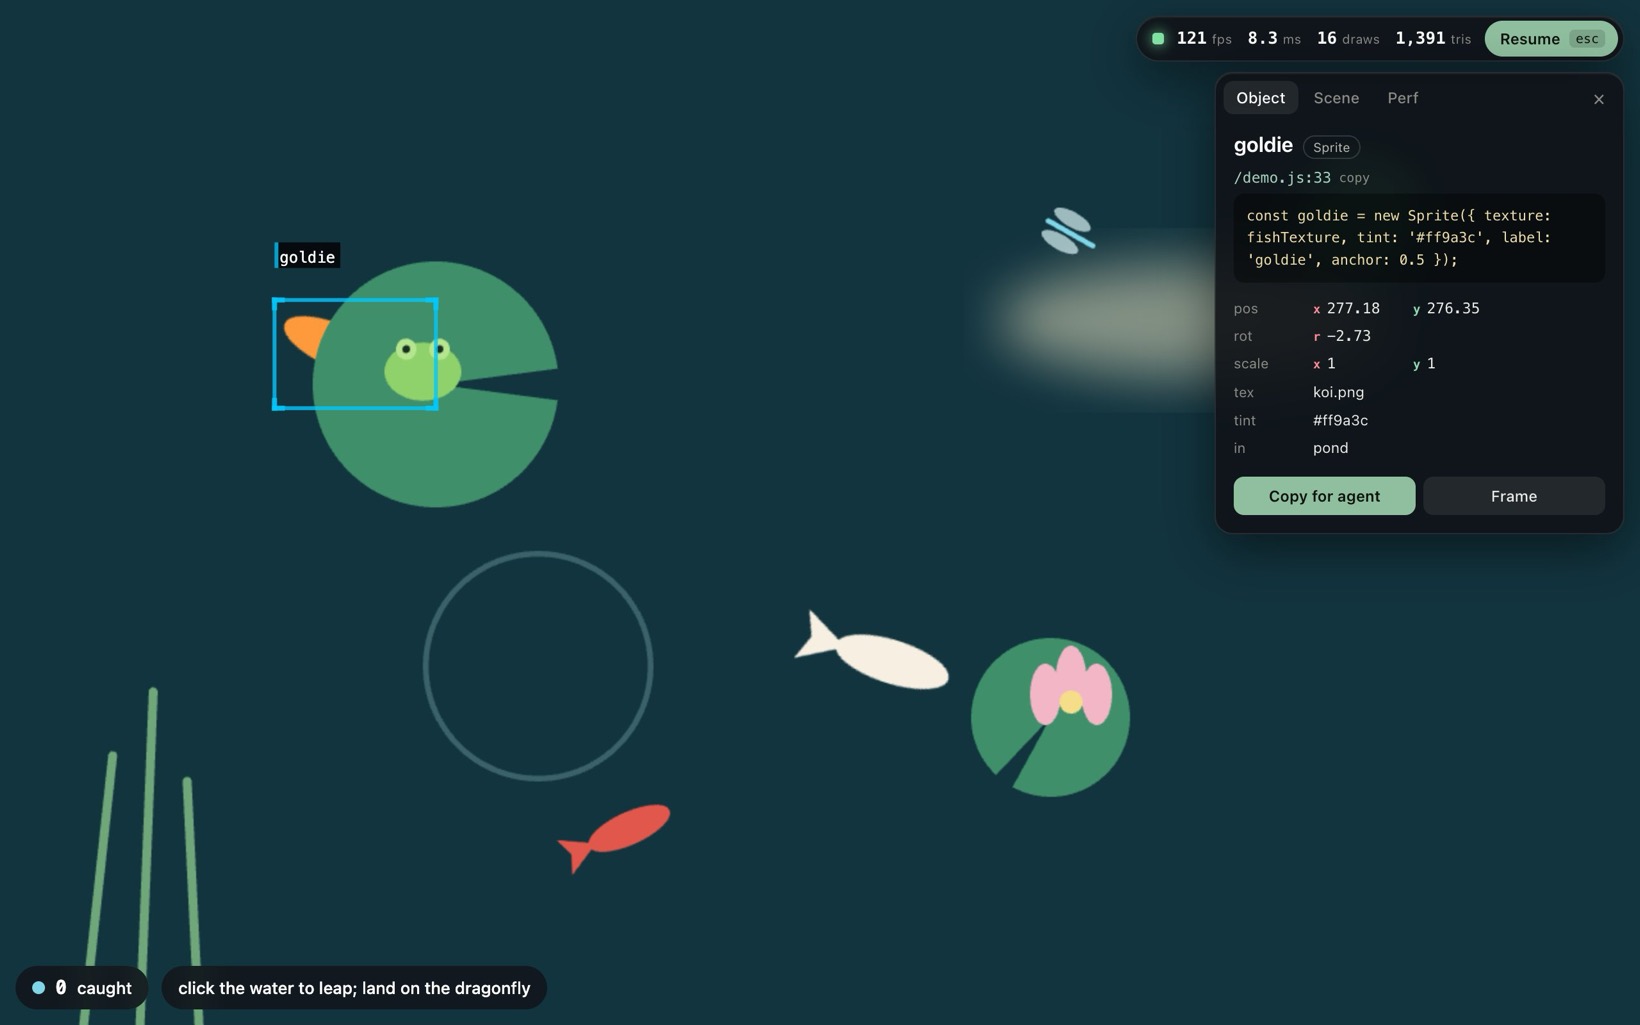 121 fps 8.3 ms 16 draws 1,391 tris Resume esc
Object Scene Perf ×
goldie Sprite
/demo.js:33 copy
const goldie = new Sprite({ texture:
fishTexture, tint: '#ff9a3c', label:
'goldie', anchor: 0.5 });
pos x 277.18 y 276.35
rot r −2.73
scale x 1 y 1
tex koi.png
tint #ff9a3c
in pond
Copy for agent Frame
goldie
0 caught click the water to leap; land on the dragonfly